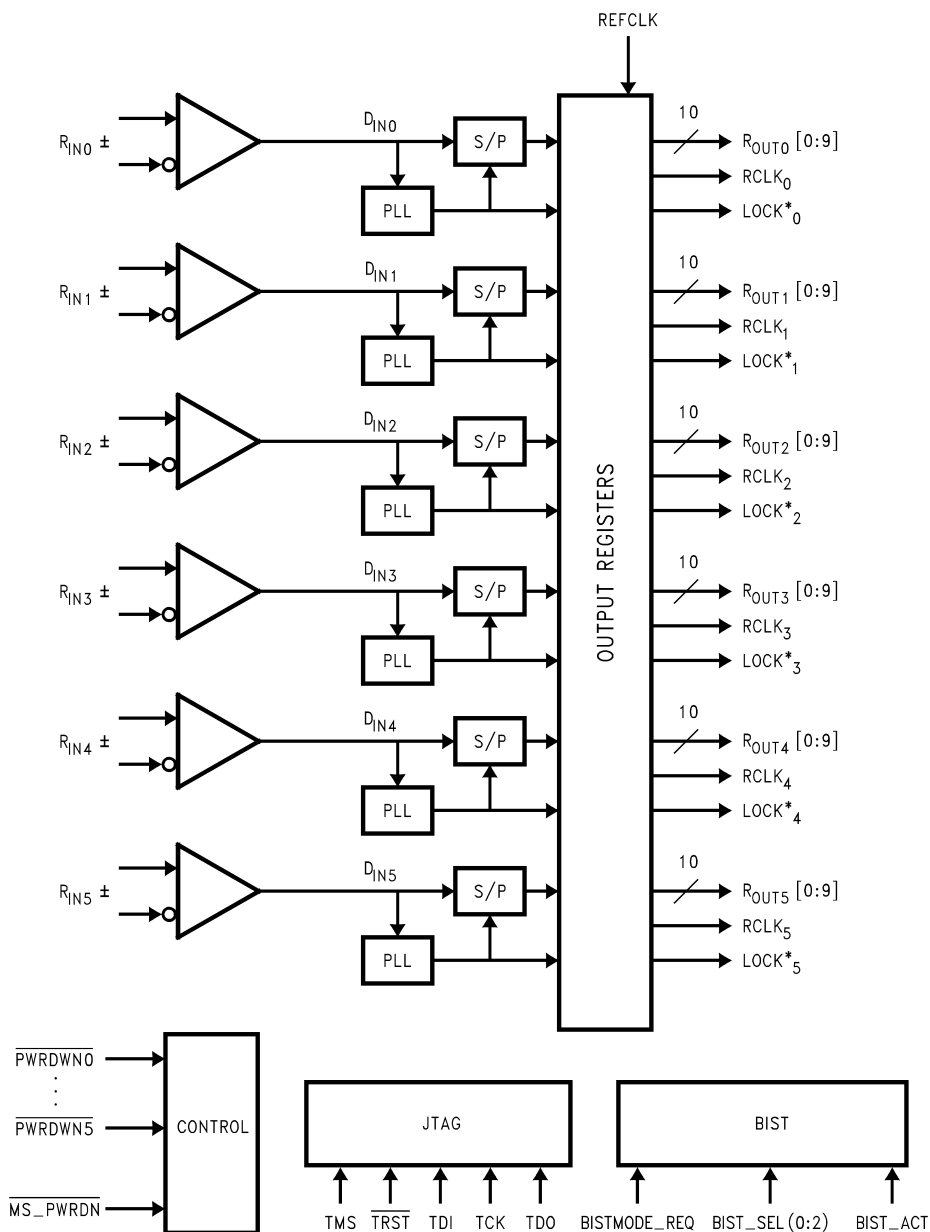 REFCLK
10
R_IN0 ±
D_IN0
S/P
R_OUT0 [0:9]
RCLK_0
PLL
LOCK*_0
10
R_IN1 ±
D_IN1
S/P
R_OUT1 [0:9]
RCLK_1
PLL
LOCK*_1
10
R_IN2 ±
D_IN2
S/P
R_OUT2 [0:9]
RCLK_2
PLL
LOCK*_2
OUTPUT REGISTERS
10
R_IN3 ±
D_IN3
S/P
R_OUT3 [0:9]
RCLK_3
PLL
LOCK*_3
10
R_IN4 ±
D_IN4
S/P
R_OUT4 [0:9]
RCLK_4
PLL
LOCK*_4
10
R_IN5 ±
D_IN5
S/P
R_OUT5 [0:9]
RCLK_5
PLL
LOCK*_5
PWRDWN0
PWRDWN5
MS_PWRDN
CONTROL
JTAG
TMS
TRST
TDI
TCK
TDO
BIST
BISTMODE_REQ
BIST_SEL(0:2)
BIST_ACT